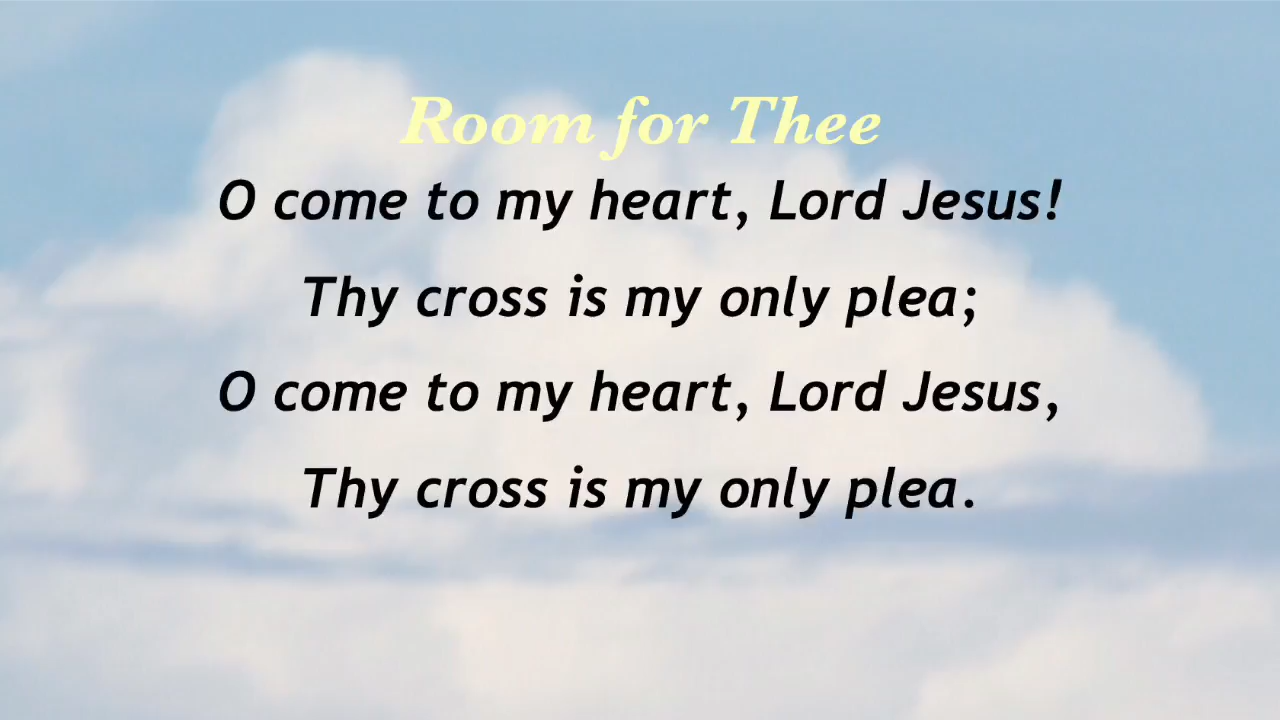 Room for Thee
O come to my heart, Lord Jesus!
Thy cross is my only plea;
O come to my heart, Lord Jesus,
Thy cross is my only plea.